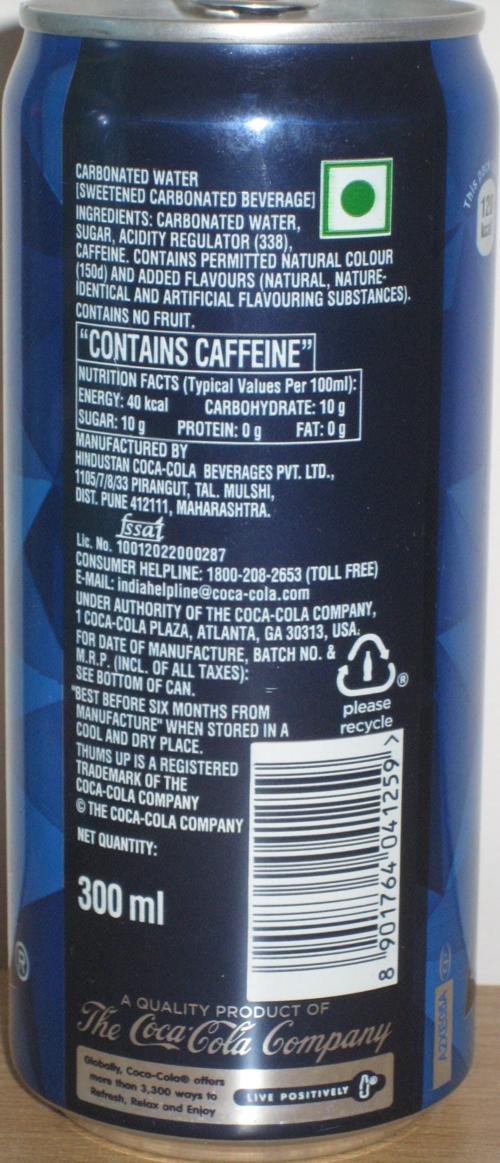 CARBONATED WATER
[SWEETENED CARBONATED BEVERAGE]
INGREDIENTS: CARBONATED WATER,
SUGAR, ACIDITY REGULATOR (338),
CAFFEINE. CONTAINS PERMITTED NATURAL COLOUR
(150d) AND ADDED FLAVOURS (NATURAL, NATURE-
IDENTICAL AND ARTIFICIAL FLAVOURING SUBSTANCES).
CONTAINS NO FRUIT.
"CONTAINS CAFFEINE"
NUTRITION FACTS (Typical Values Per 100ml):
ENERGY: 40 kcal CARBOHYDRATE: 10 g
SUGAR: 10 g PROTEIN: 0 g FAT: 0 g
MANUFACTURED BY
HINDUSTAN COCA-COLA BEVERAGES PVT. LTD.,
1105/7/8/33 PIRANGUT, TAL. MULSHI,
DIST. PUNE 412111, MAHARASHTRA.
fssai
Lic. No. 10012022000287
CONSUMER HELPLINE: 1800-208-2653 (TOLL FREE)
E-MAIL: indiahelpline@coca-cola.com
UNDER AUTHORITY OF THE COCA-COLA COMPANY,
1 COCA-COLA PLAZA, ATLANTA, GA 30313, USA.
FOR DATE OF MANUFACTURE, BATCH NO. &
M.R.P. (INCL. OF ALL TAXES):
SEE BOTTOM OF CAN.
"BEST BEFORE SIX MONTHS FROM
MANUFACTURE" WHEN STORED IN A
COOL AND DRY PLACE.
THUMS UP IS A REGISTERED
TRADEMARK OF THE
COCA-COLA COMPANY
© THE COCA-COLA COMPANY
NET QUANTITY:
300 ml
®
please
recycle
8 901764 041259 >
A QUALITY PRODUCT OF
The Coca-Cola Company
Globally, Coca-Cola® offers
more than 3,300 ways to
Refresh, Relax and Enjoy
LIVE POSITIVELY
®
This
120
kcal